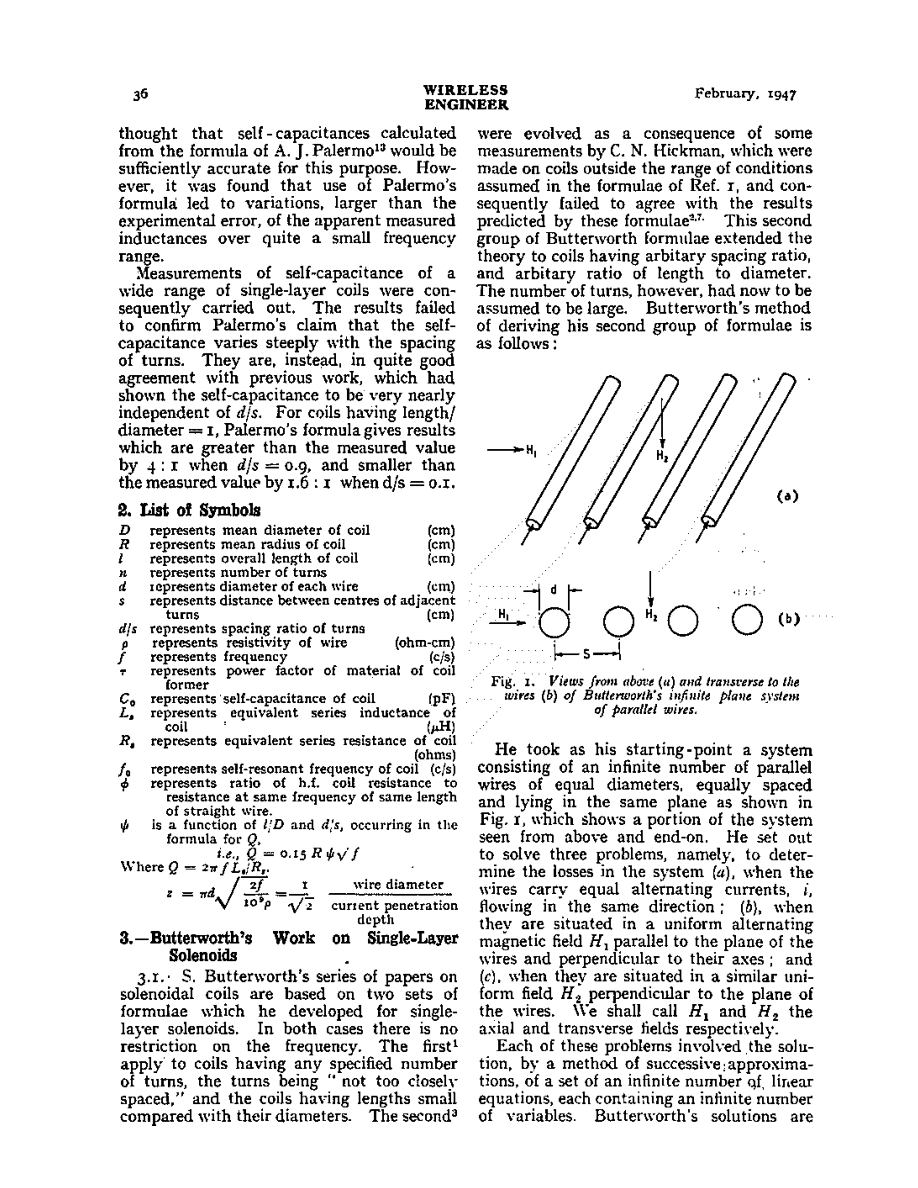 36
WIRELESS
ENGINEER
February, 1947
thought that self-capacitances calculated
from the formula of A. J. Palermo¹³ would be
sufficiently accurate for this purpose. How-
ever, it was found that use of Palermo's
formula led to variations, larger than the
experimental error, of the apparent measured
inductances over quite a small frequency
range.
Measurements of self-capacitance of a
wide range of single-layer coils were con-
sequently carried out. The results failed
to confirm Palermo's claim that the self-
capacitance varies steeply with the spacing
of turns. They are, instead, in quite good
agreement with previous work, which had
shown the self-capacitance to be very nearly
independent of d/s. For coils having length/
diameter = 1, Palermo's formula gives results
which are greater than the measured value
by 4 : 1 when d/s = 0.9, and smaller than
the measured value by 1.6 : 1 when d/s = 0.1.
2. List of Symbols
D represents mean diameter of coil (cm)
R represents mean radius of coil (cm)
l represents overall length of coil (cm)
n represents number of turns
d represents diameter of each wire (cm)
s represents distance between centres of adjacent
turns (cm)
d/s represents spacing ratio of turns
ρ represents resistivity of wire (ohm-cm)
f represents frequency (c/s)
τ represents power factor of material of coil
former
C₀ represents self-capacitance of coil (pF)
Lₛ represents equivalent series inductance of
coil (μH)
Rₛ represents equivalent series resistance of coil
(ohms)
f₀ represents self-resonant frequency of coil (c/s)
ϕ represents ratio of h.f. coil resistance to
resistance at same frequency of same length
of straight wire.
ψ is a function of l/D and d/s, occurring in the
formula for Q,
i.e., Q = 0.15 R ψ √f
Where Q = 2π f Lₛ/Rₛ.
z = πd √(2f / 10⁹ρ) = 1/√2 wire diameter / current penetration
depth
3.—Butterworth's Work on Single-Layer
Solenoids
3.1. S. Butterworth's series of papers on
solenoidal coils are based on two sets of
formulae which he developed for single-
layer solenoids. In both cases there is no
restriction on the frequency. The first¹
apply to coils having any specified number
of turns, the turns being " not too closely
spaced," and the coils having lengths small
compared with their diameters. The second³
were evolved as a consequence of some
measurements by C. N. Hickman, which were
made on coils outside the range of conditions
assumed in the formulae of Ref. 1, and con-
sequently failed to agree with the results
predicted by these formulae²,⁷. This second
group of Butterworth formulae extended the
theory to coils having arbitary spacing ratio,
and arbitary ratio of length to diameter.
The number of turns, however, had now to be
assumed to be large. Butterworth's method
of deriving his second group of formulae is
as follows :
H₁
H₂
(a)
d
H₁
H₂
(b)
S
Fig. 1. Views from above (a) and transverse to the
wires (b) of Butterworth's infinite plane system
of parallel wires.
He took as his starting-point a system
consisting of an infinite number of parallel
wires of equal diameters, equally spaced
and lying in the same plane as shown in
Fig. 1, which shows a portion of the system
seen from above and end-on. He set out
to solve three problems, namely, to deter-
mine the losses in the system (a), when the
wires carry equal alternating currents, i,
flowing in the same direction ; (b), when
they are situated in a uniform alternating
magnetic field H₁ parallel to the plane of the
wires and perpendicular to their axes ; and
(c), when they are situated in a similar uni-
form field H₂ perpendicular to the plane of
the wires. We shall call H₁ and H₂ the
axial and transverse fields respectively.
Each of these problems involved the solu-
tion, by a method of successive approxima-
tions, of a set of an infinite number of linear
equations, each containing an infinite number
of variables. Butterworth's solutions are